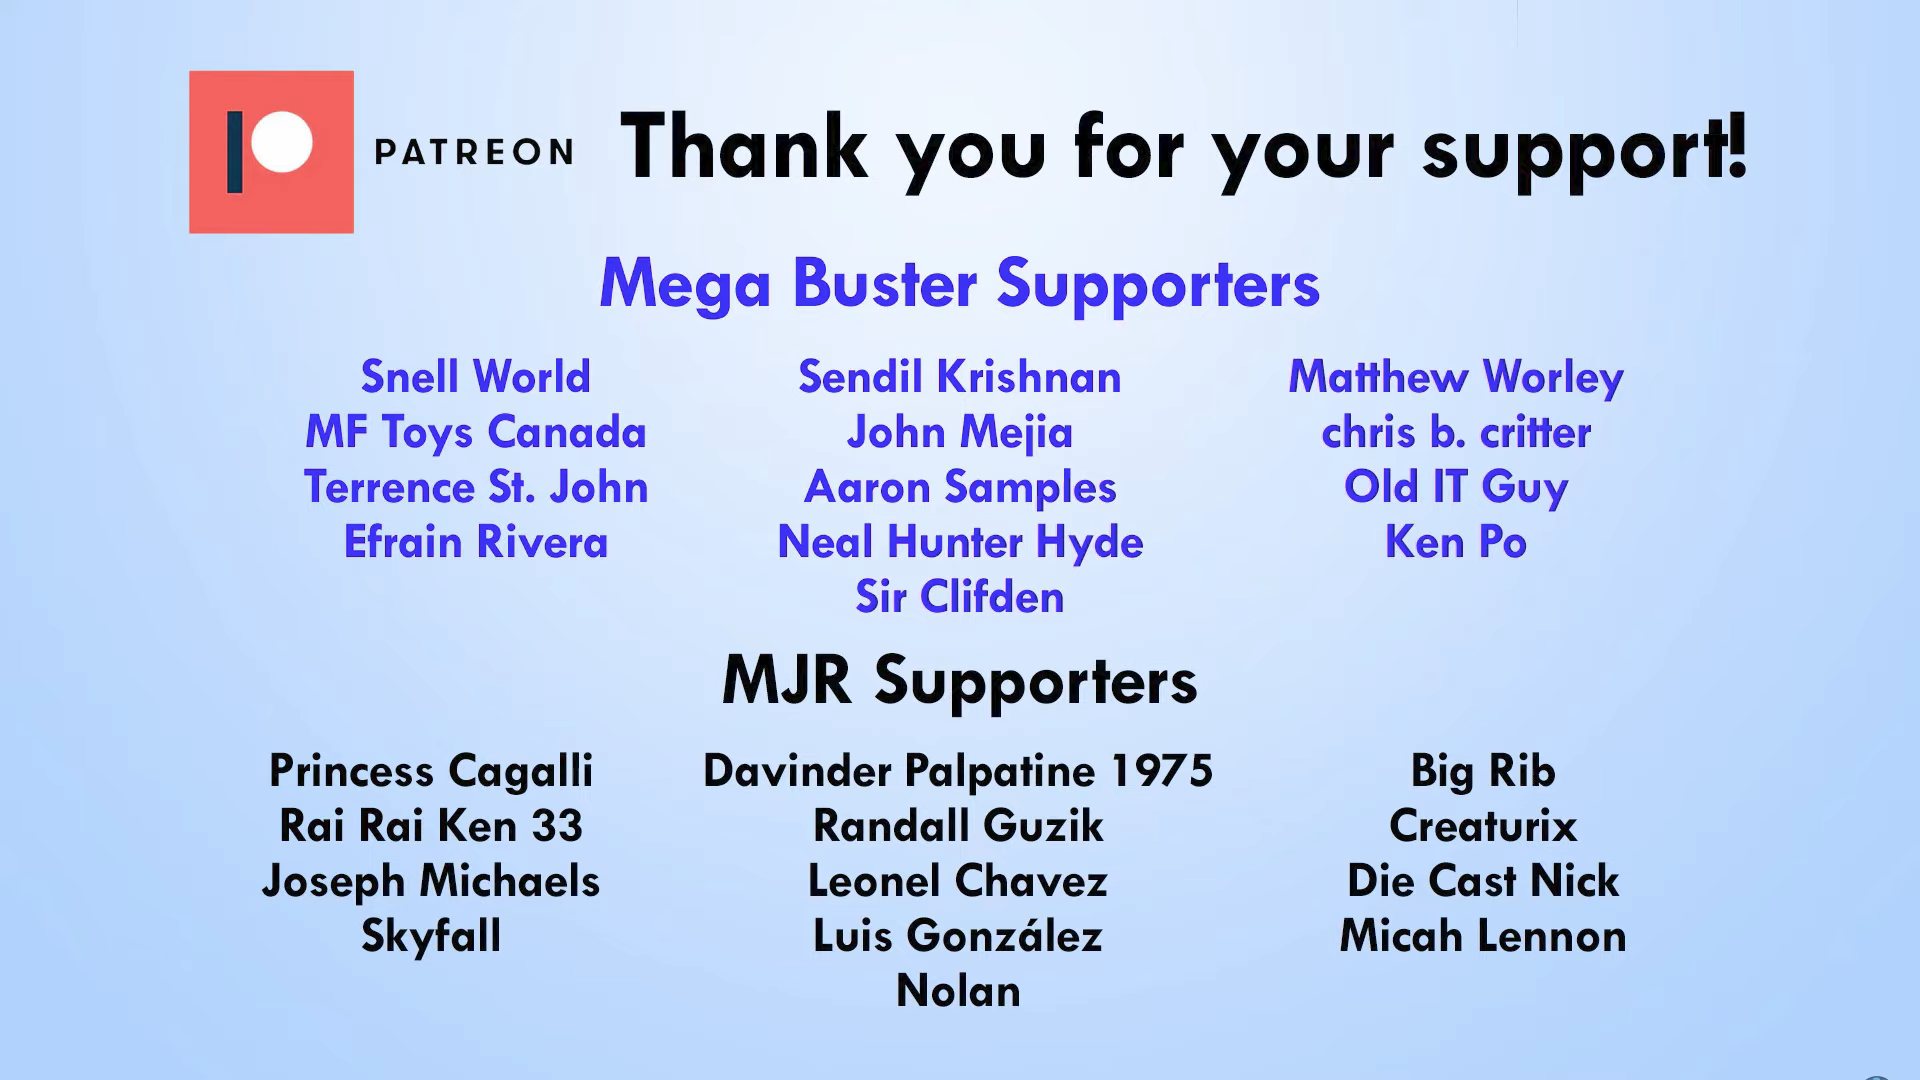 PATREON
Thank you for your support!
Mega Buster Supporters
Snell World
MF Toys Canada
Terrence St. John
Efrain Rivera
Sendil Krishnan
John Mejia
Aaron Samples
Neal Hunter Hyde
Sir Clifden
Matthew Worley
chris b. critter
Old IT Guy
Ken Po
MJR Supporters
Princess Cagalli
Rai Rai Ken 33
Joseph Michaels
Skyfall
Davinder Palpatine 1975
Randall Guzik
Leonel Chavez
Luis González
Nolan
Big Rib
Creaturix
Die Cast Nick
Micah Lennon